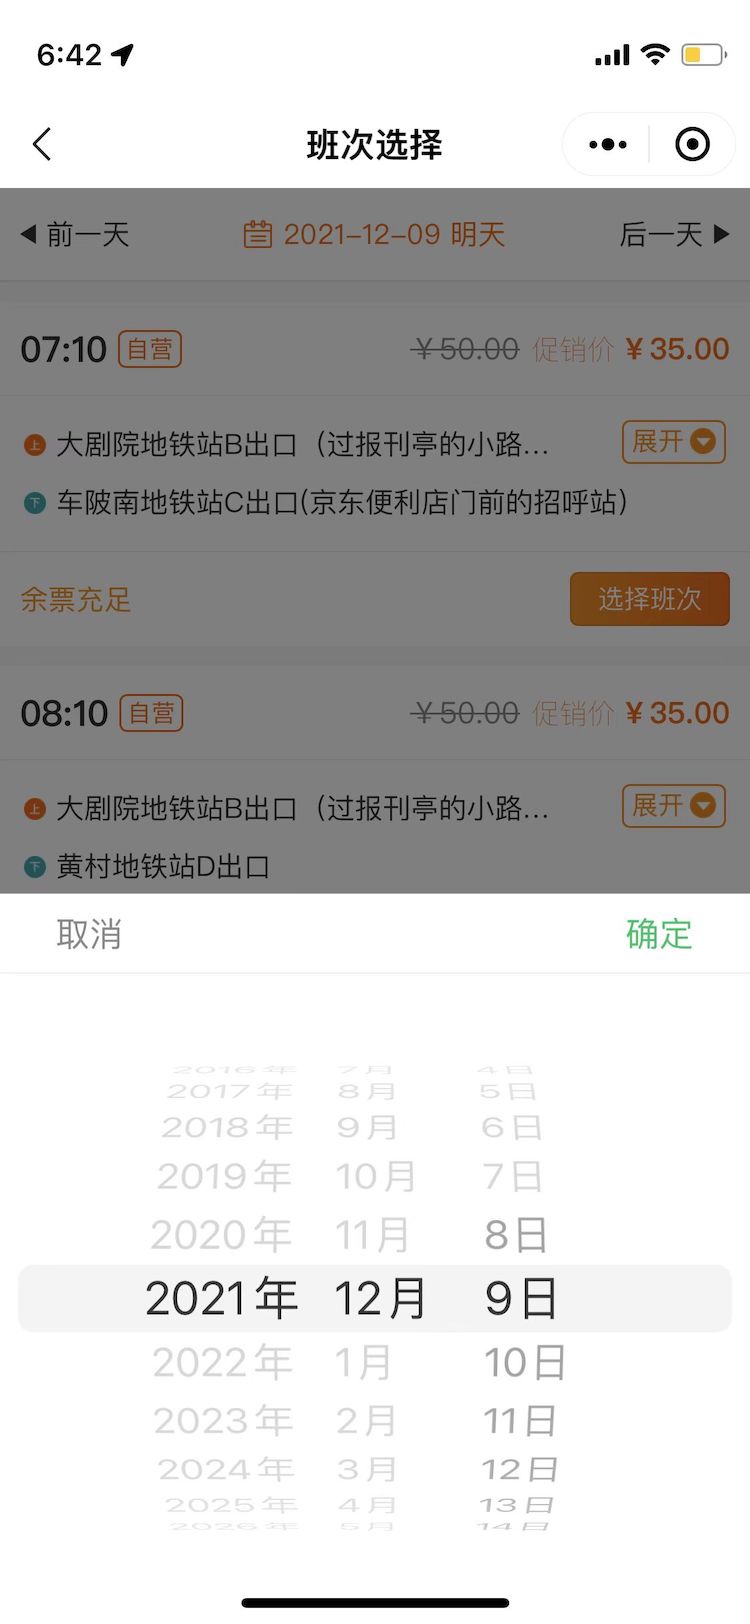 6:42
班次选择
前一天 2021-12-09 明天 后一天
07:10 自营 ¥50.00 促销价 ¥35.00
上 大剧院地铁站B出口（过报刊亭的小路... 展开
下 车陂南地铁站C出口(京东便利店门前的招呼站）
余票充足 选择班次
08:10 自营 ¥50.00 促销价 ¥35.00
上 大剧院地铁站B出口（过报刊亭的小路... 展开
下 黄村地铁站D出口
取消 确定
2016年 7月 4日
2017年 8月 5日
2018年 9月 6日
2019年 10月 7日
2020年 11月 8日
2021年 12月 9日
2022年 1月 10日
2023年 2月 11日
2024年 3月 12日
2025年 4月 13日
2026年 5月 14日